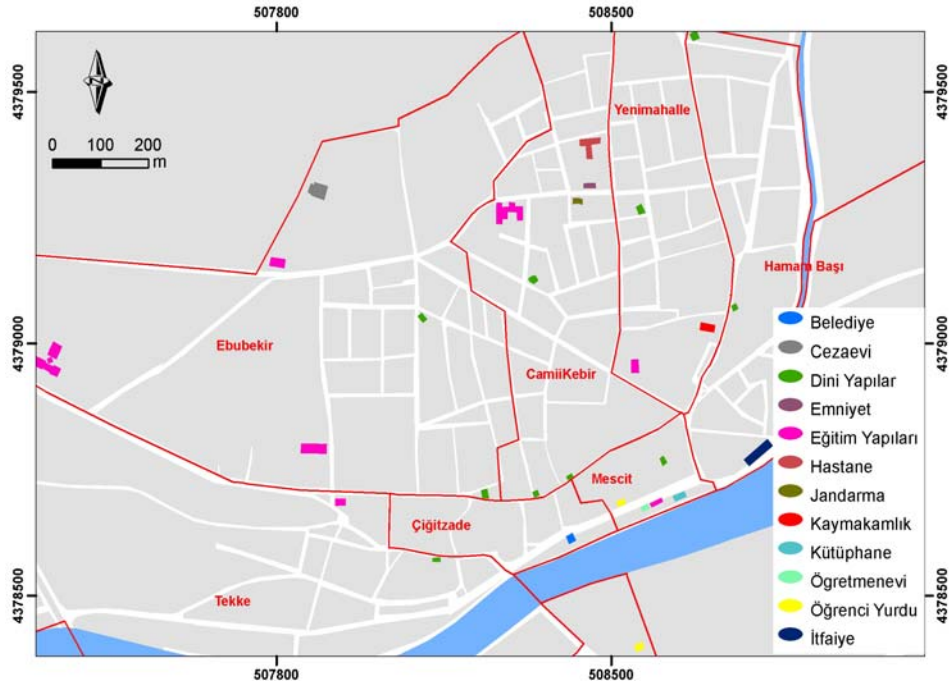 507800
508500
4379500
4379500
N
0
100
200
m
Yenimahalle
Hamam Başı
Ebubekir
4379000
4379000
CamiiKebir
Mescit
Çiğitzade
Tekke
4378500
4378500
Belediye
Cezaevi
Dini Yapılar
Emniyet
Eğitim Yapıları
Hastane
Jandarma
Kaymakamlık
Kütüphane
Ögretmenevi
Öğrenci Yurdu
İtfaiye
507800
508500